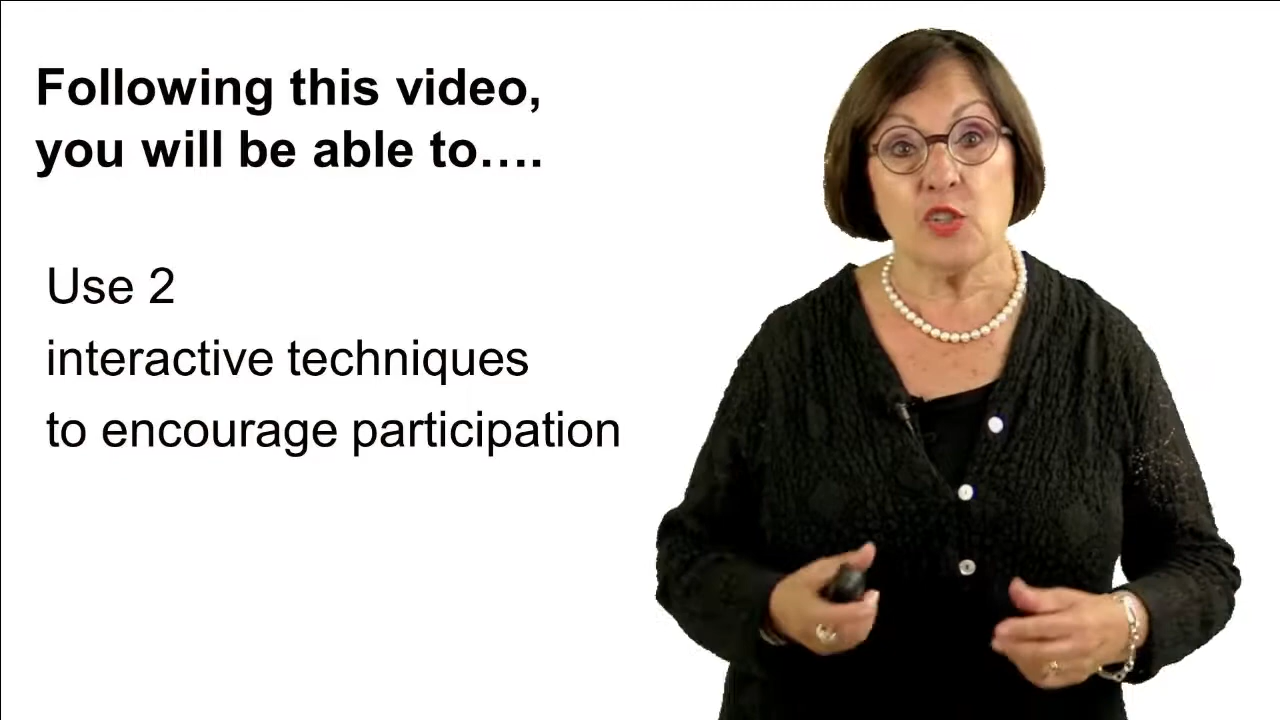 Following this video,
you will be able to….
Use 2
interactive techniques
to encourage participation